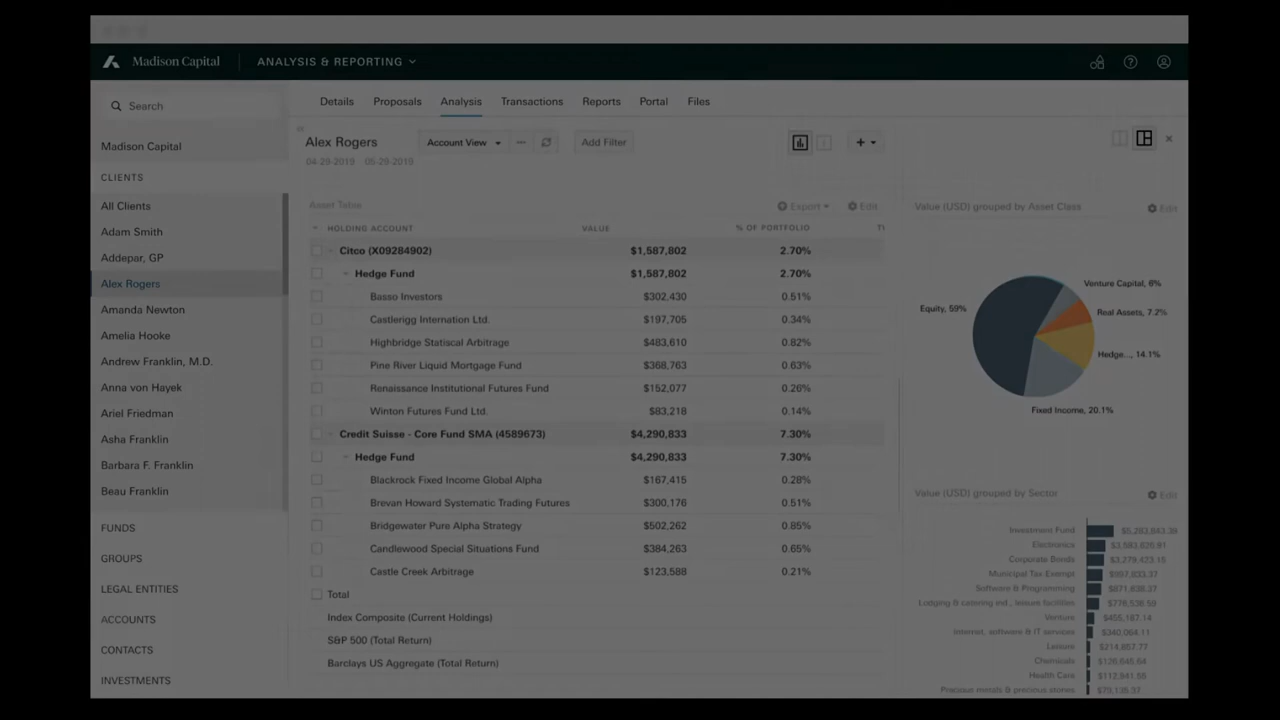 Madison Capital
ANALYSIS & REPORTING
Search
Madison Capital
CLIENTS
All Clients
Adam Smith
Addepar, GP
Alex Rogers
Amanda Newton
Amelia Hooke
Andrew Franklin, M.D.
Anna von Hayek
Ariel Friedman
Asha Franklin
Barbara F. Franklin
Beau Franklin
FUNDS
GROUPS
LEGAL ENTITIES
ACCOUNTS
CONTACTS
INVESTMENTS
Details Proposals Analysis Transactions Reports Portal Files
Alex Rogers Account View Add Filter
04-29-2019 05-29-2019
Asset Table Export Edit
HOLDING ACCOUNT VALUE % OF PORTFOLIO
Citco (X09284902) $1,587,802 2.70%
Hedge Fund $1,587,802 2.70%
Basso Investors $302,430 0.51%
Castlerigg Internation Ltd. $197,705 0.34%
Highbridge Statiscal Arbitrage $483,610 0.82%
Pine River Liquid Mortgage Fund $368,763 0.63%
Renaissance Institutional Futures Fund $152,077 0.26%
Winton Futures Fund Ltd. $83,218 0.14%
Credit Suisse - Core Fund SMA (4589673) $4,290,833 7.30%
Hedge Fund $4,290,833 7.30%
Blackrock Fixed Income Global Alpha $167,415 0.28%
Brevan Howard Systematic Trading Futures $300,176 0.51%
Bridgewater Pure Alpha Strategy $502,262 0.85%
Candlewood Special Situations Fund $384,263 0.65%
Castle Creek Arbitrage $123,588 0.21%
Total
Index Composite (Current Holdings)
S&P 500 (Total Return)
Barclays US Aggregate (Total Return)
Value (USD) grouped by Asset Class Edit
Venture Capital, 6%
Equity, 59%
Real Assets, 7.2%
Hedge..., 14.1%
Fixed Income, 20.1%
Value (USD) grouped by Sector Edit
Investment Fund
Electronics
Corporate Bonds
Municipal Tax-Exempt
Software & Programming
Lodging & catering ind., leisure facilities
Venture
Internet, software & IT services
Leisure
Chemicals
Health Care
Precious metals & precious stones